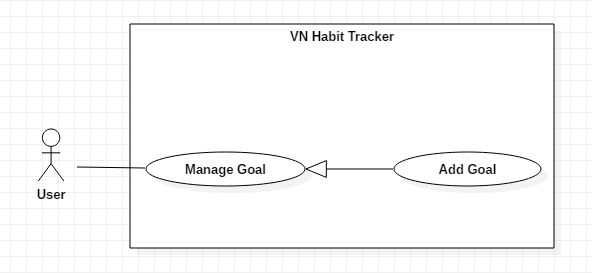 VN Habit Tracker
Manage Goal
Add Goal
User